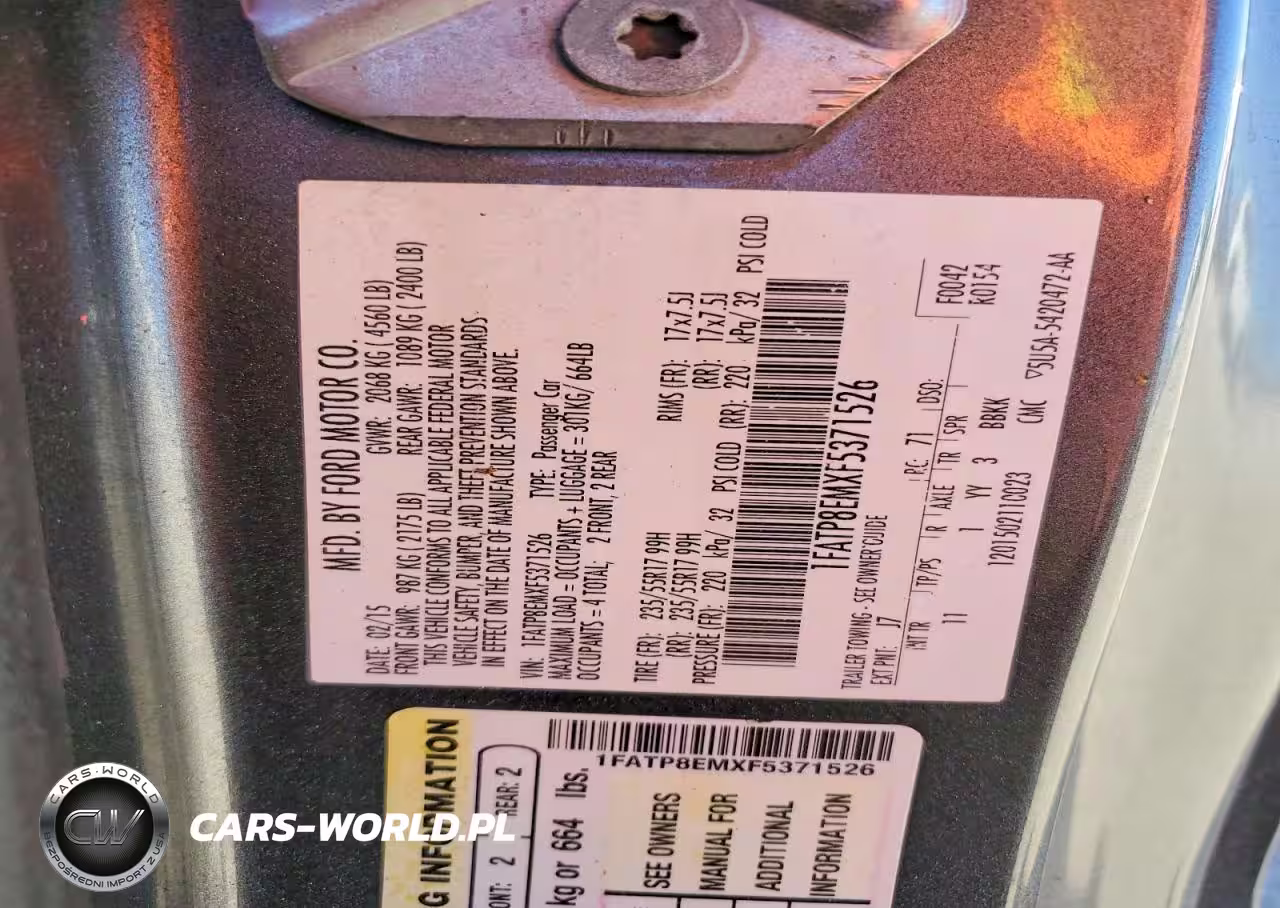 MFD. BY FORD MOTOR CO.
DATE: 02/15 GVWR: 2068 KG ( 4560 LB)
FRONT GAWR: 987 KG ( 2175 LB) REAR GAWR: 1089 KG ( 2400 LB)
THIS VEHICLE CONFORMS TO ALL APPLICABLE FEDERAL MOTOR
VEHICLE SAFETY, BUMPER, AND THEFT PREVENTION STANDARDS
IN EFFECT ON THE DATE OF MANUFACTURE SHOWN ABOVE.
VIN: 1FATP8EMXF5371526 TYPE: Passenger Car
MAXIMUM LOAD = OCCUPANTS + LUGGAGE = 301KG/ 664LB
OCCUPANTS = 4 TOTAL; 2 FRONT, 2 REAR
TIRE (FR): 235/55R17 99H RIMS (FR): 17x7.5J
(RR): 235/55R17 99H (RR): 17x7.5J
PRESSURE (FR): 220 kPa/ 32 PSI COLD (RR): 220 kPa/ 32 PSI COLD
1FATP8EMXF5371526
TRAILER TOWING - SEE OWNER GUIDE
EXT PNT: J7 RC: 71 DSO: F0042
K0154
INT TR TP/PS R AXLE TR SPR
11 1 YY 3 BBKK
1201502110023 CMC ▽5U5A-5420472-AA
G INFORMATION
ONT: 2 REAR: 2
kg or 664 lbs.
1FATP8EMXF5371526
SEE OWNERS
MANUAL FOR
ADDITIONAL
INFORMATION
CARS-WORLD
CW
BEZPOŚREDNI IMPORT Z USA
CARS-WORLD.PL